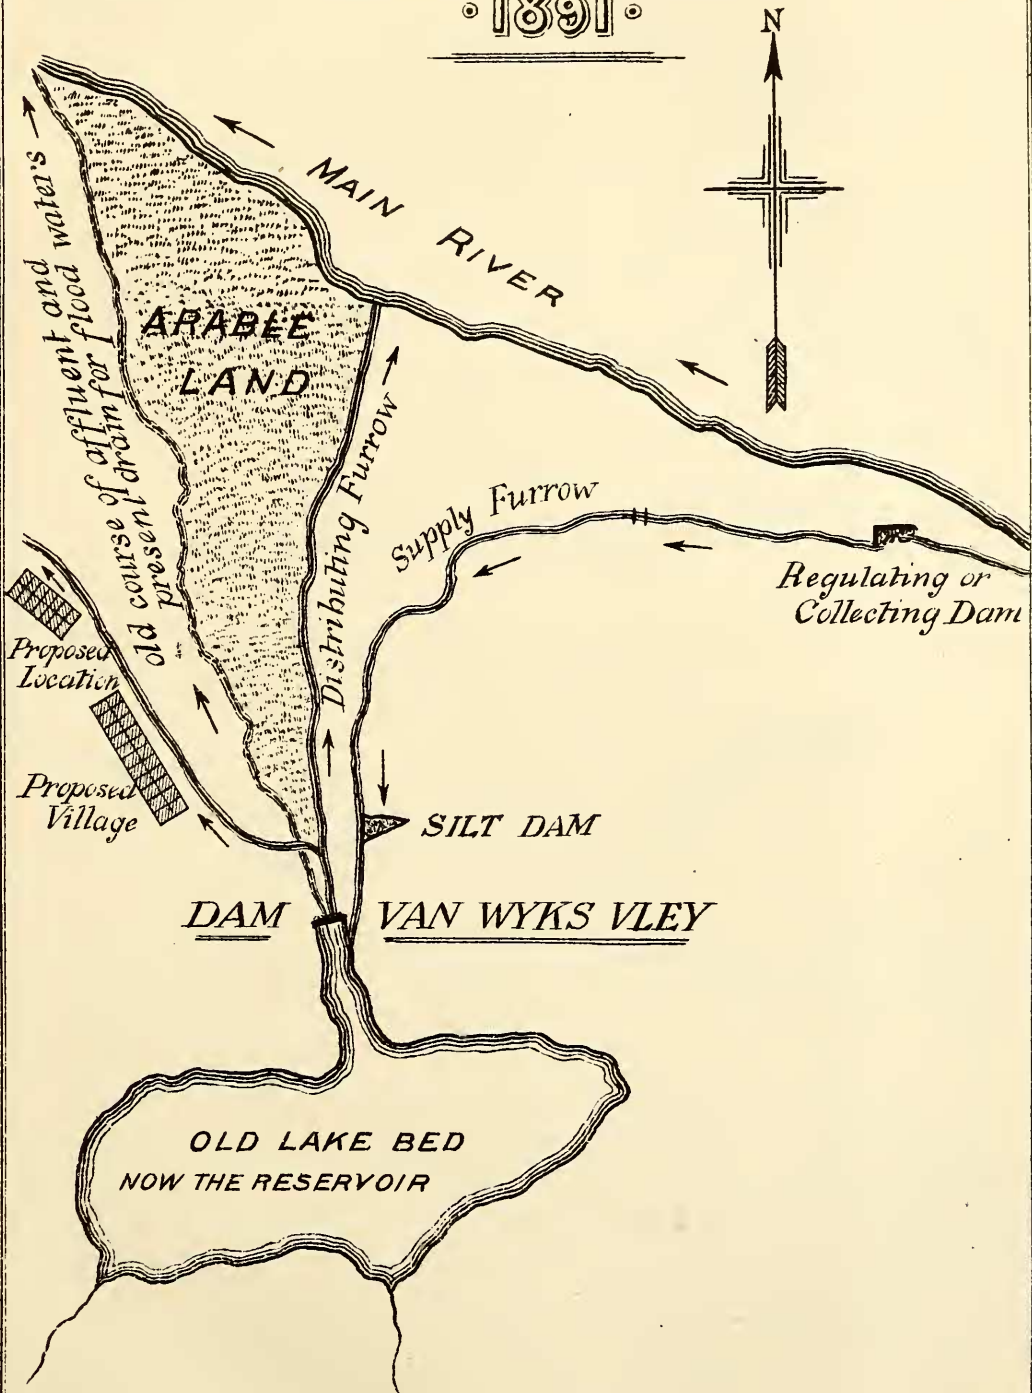 · 1891 ·
N
MAIN RIVER
ARABLE
LAND
old course of affluent and
present drain for flood waters
Distributing Furrow
Supply Furrow
Regulating or
Collecting Dam
Proposed
Location
Proposed
Village
SILT DAM
DAM VAN WYKS VLEY
OLD LAKE BED
NOW THE RESERVOIR